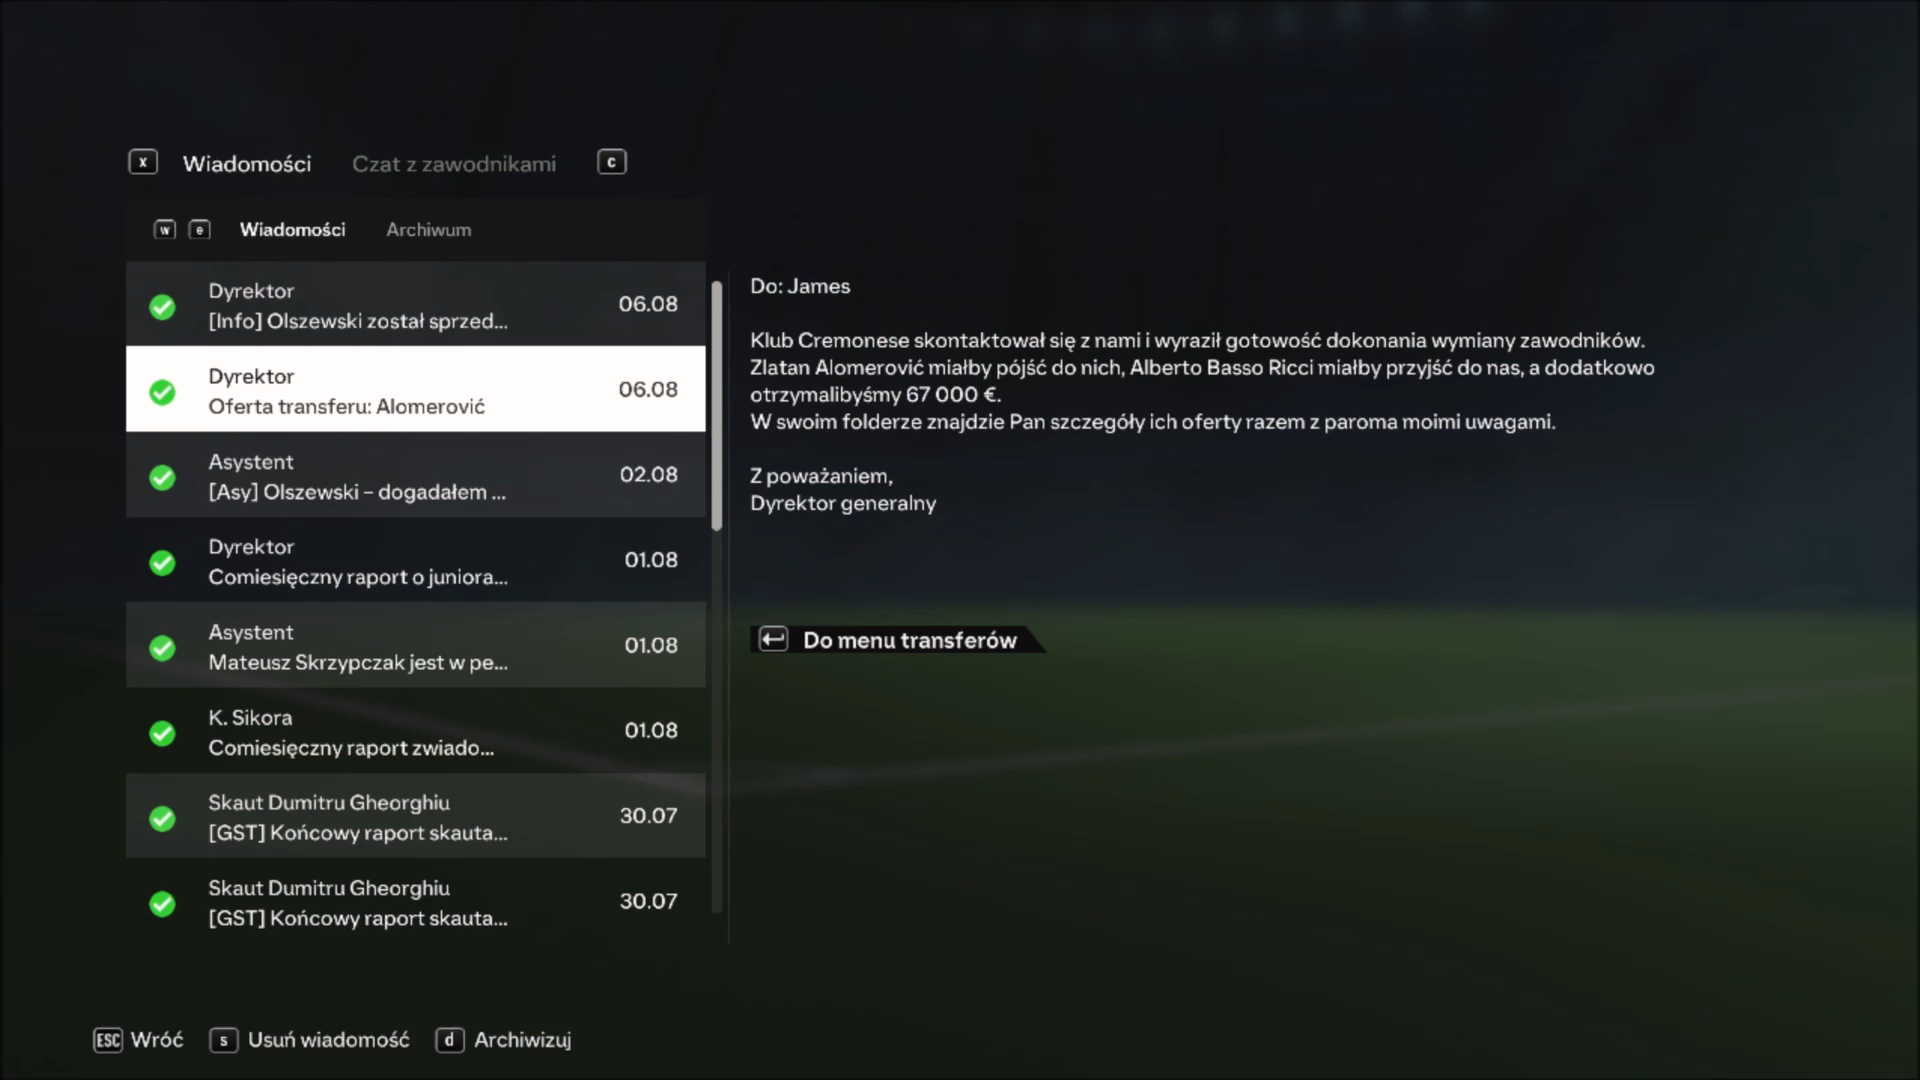 x Wiadomości Czat z zawodnikami c
w e Wiadomości Archiwum
Dyrektor
[Info] Olszewski został sprzed...
06.08
Dyrektor
Oferta transferu: Alomerović
06.08
Asystent
[Asy] Olszewski – dogadałem ...
02.08
Dyrektor
Comiesięczny raport o juniora...
01.08
Asystent
Mateusz Skrzypczak jest w pe...
01.08
K. Sikora
Comiesięczny raport zwiado...
01.08
Skaut Dumitru Gheorghiu
[GST] Końcowy raport skauta...
30.07
Skaut Dumitru Gheorghiu
[GST] Końcowy raport skauta...
30.07
Do: James
Klub Cremonese skontaktował się z nami i wyraził gotowość dokonania wymiany zawodników.
Zlatan Alomerović miałby pójść do nich, Alberto Basso Ricci miałby przyjść do nas, a dodatkowo
otrzymalibyśmy 67 000 €.
W swoim folderze znajdzie Pan szczegóły ich oferty razem z paroma moimi uwagami.
Z poważaniem,
Dyrektor generalny
Do menu transferów
ESC Wróć s Usuń wiadomość d Archiwizuj